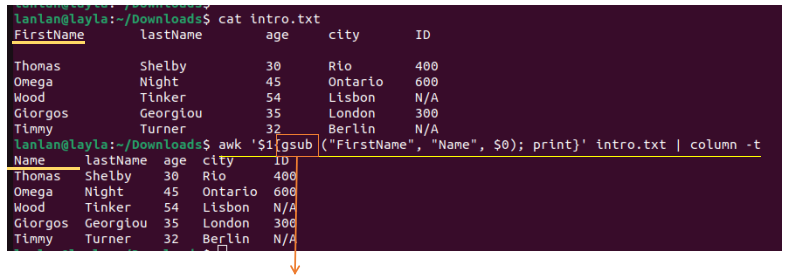 lanlan@layla:~/Downloads$ cat intro.txt
FirstName lastName age city ID
Thomas Shelby 30 Rio 400
Omega Night 45 Ontario 600
Wood Tinker 54 Lisbon N/A
Giorgos Georgiou 35 London 300
Timmy Turner 32 Berlin N/A
lanlan@layla:~/Downloads$ awk '$1{gsub ("FirstName", "Name", $0); print}' intro.txt | column -t
Name lastName age city ID
Thomas Shelby 30 Rio 400
Omega Night 45 Ontario 600
Wood Tinker 54 Lisbon N/A
Giorgos Georgiou 35 London 300
Timmy Turner 32 Berlin N/A